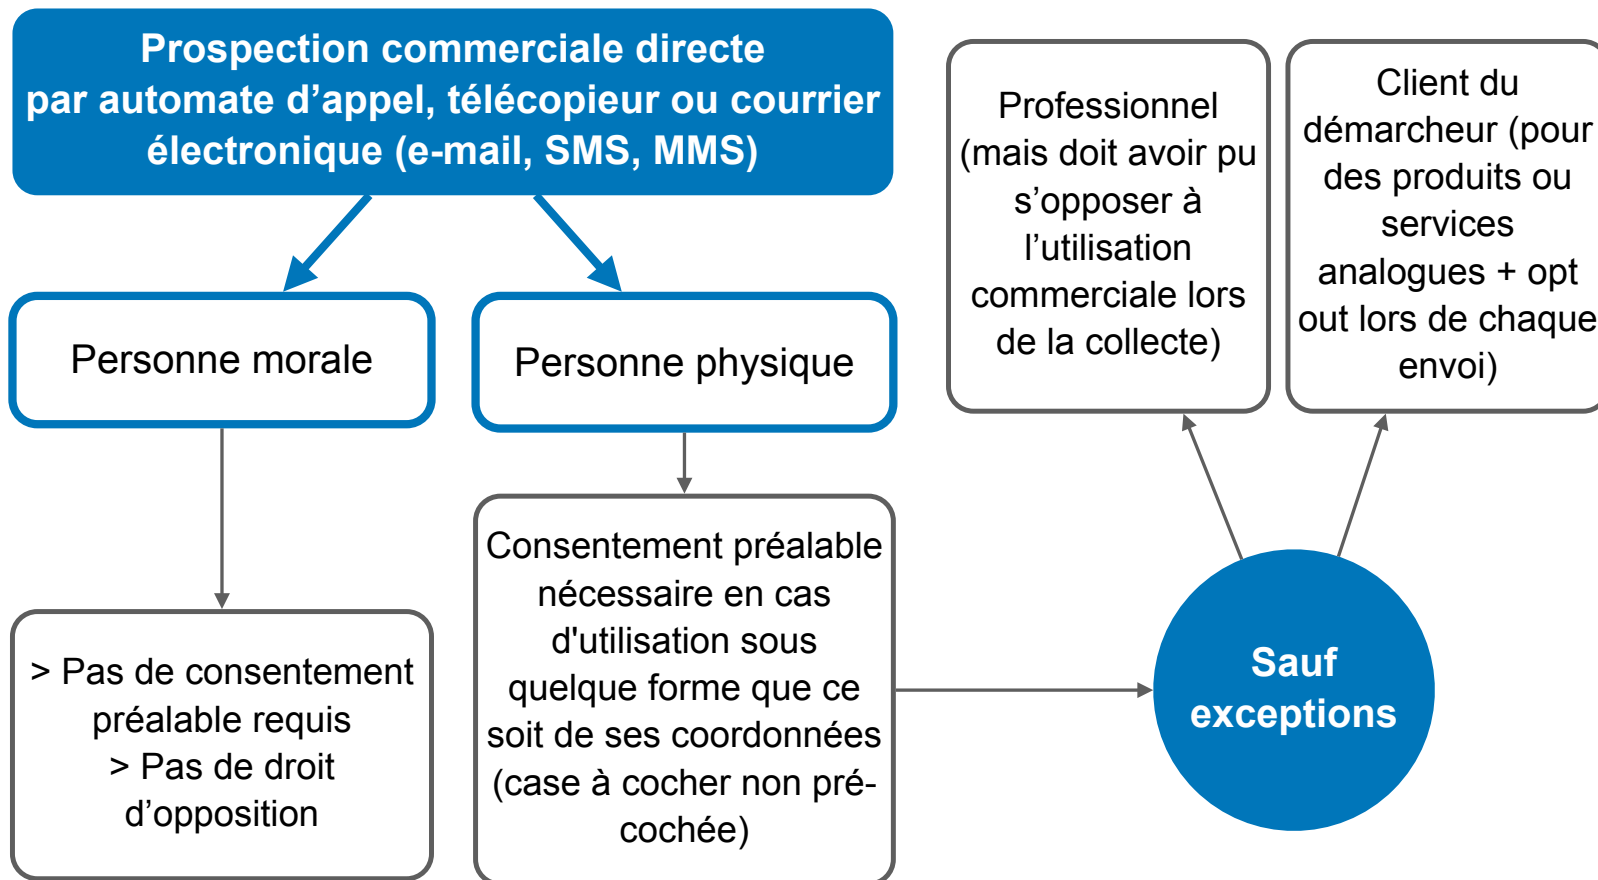 Prospection commerciale directe
par automate d’appel, télécopieur ou courrier
électronique (e-mail, SMS, MMS)
Personne morale
> Pas de consentement
préalable requis
> Pas de droit
d’opposition
Personne physique
Consentement préalable
nécessaire en cas
d'utilisation sous
quelque forme que ce
soit de ses coordonnées
(case à cocher non pré-
cochée)
Sauf
exceptions
Professionnel
(mais doit avoir pu
s’opposer à
l’utilisation
commerciale lors
de la collecte)
Client du
démarcheur (pour
des produits ou
services
analogues + opt
out lors de chaque
envoi)